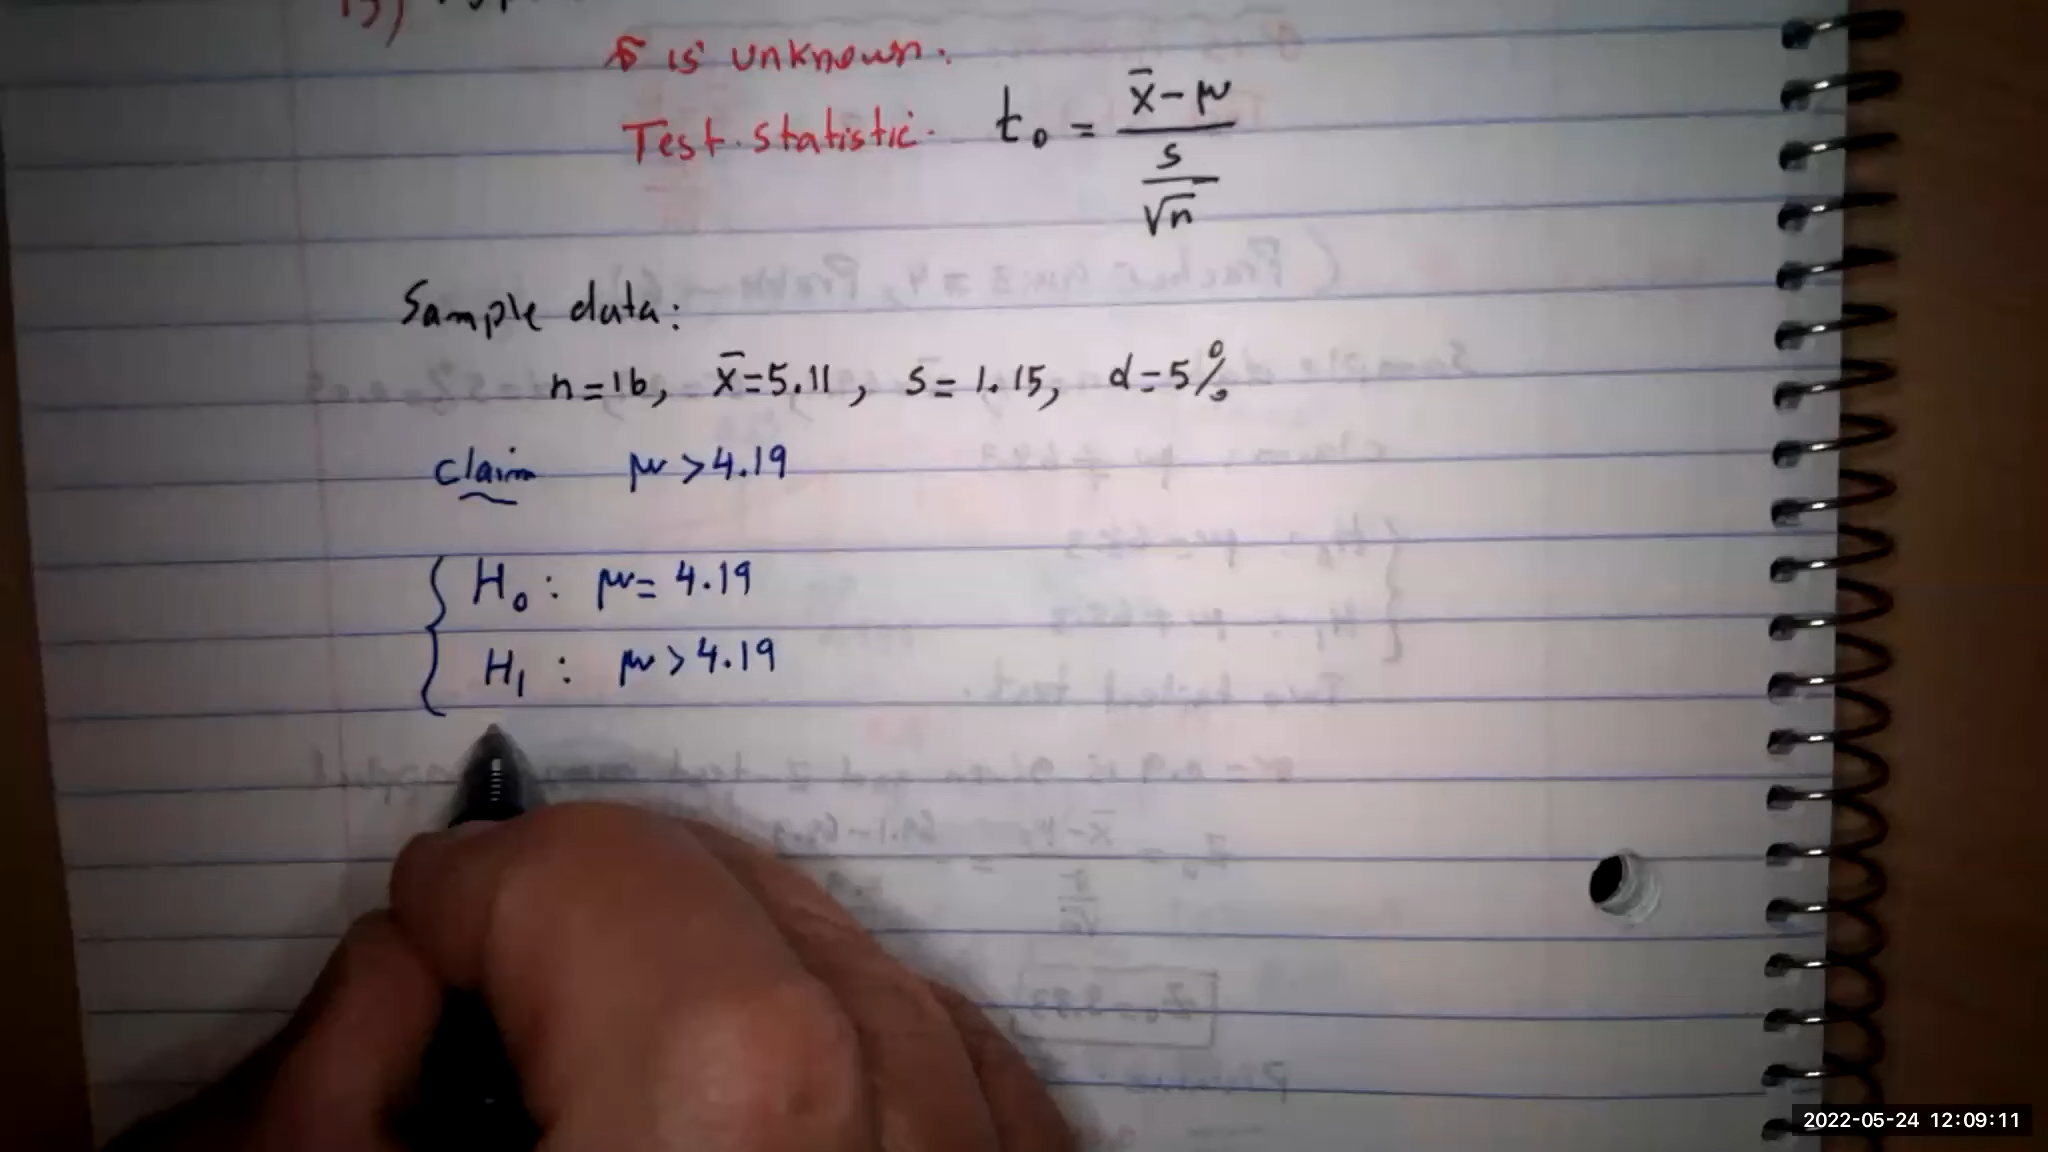 σ is unknown.
Test statistic. t₀ = (x̄ - μ) / (s / √n)
Sample data:
n = 16, x̄ = 5.11, s = 1.15, α = 5%
claim μ > 4.19
H₀ : μ = 4.19
H₁ : μ > 4.19
2022-05-24 12:09:11